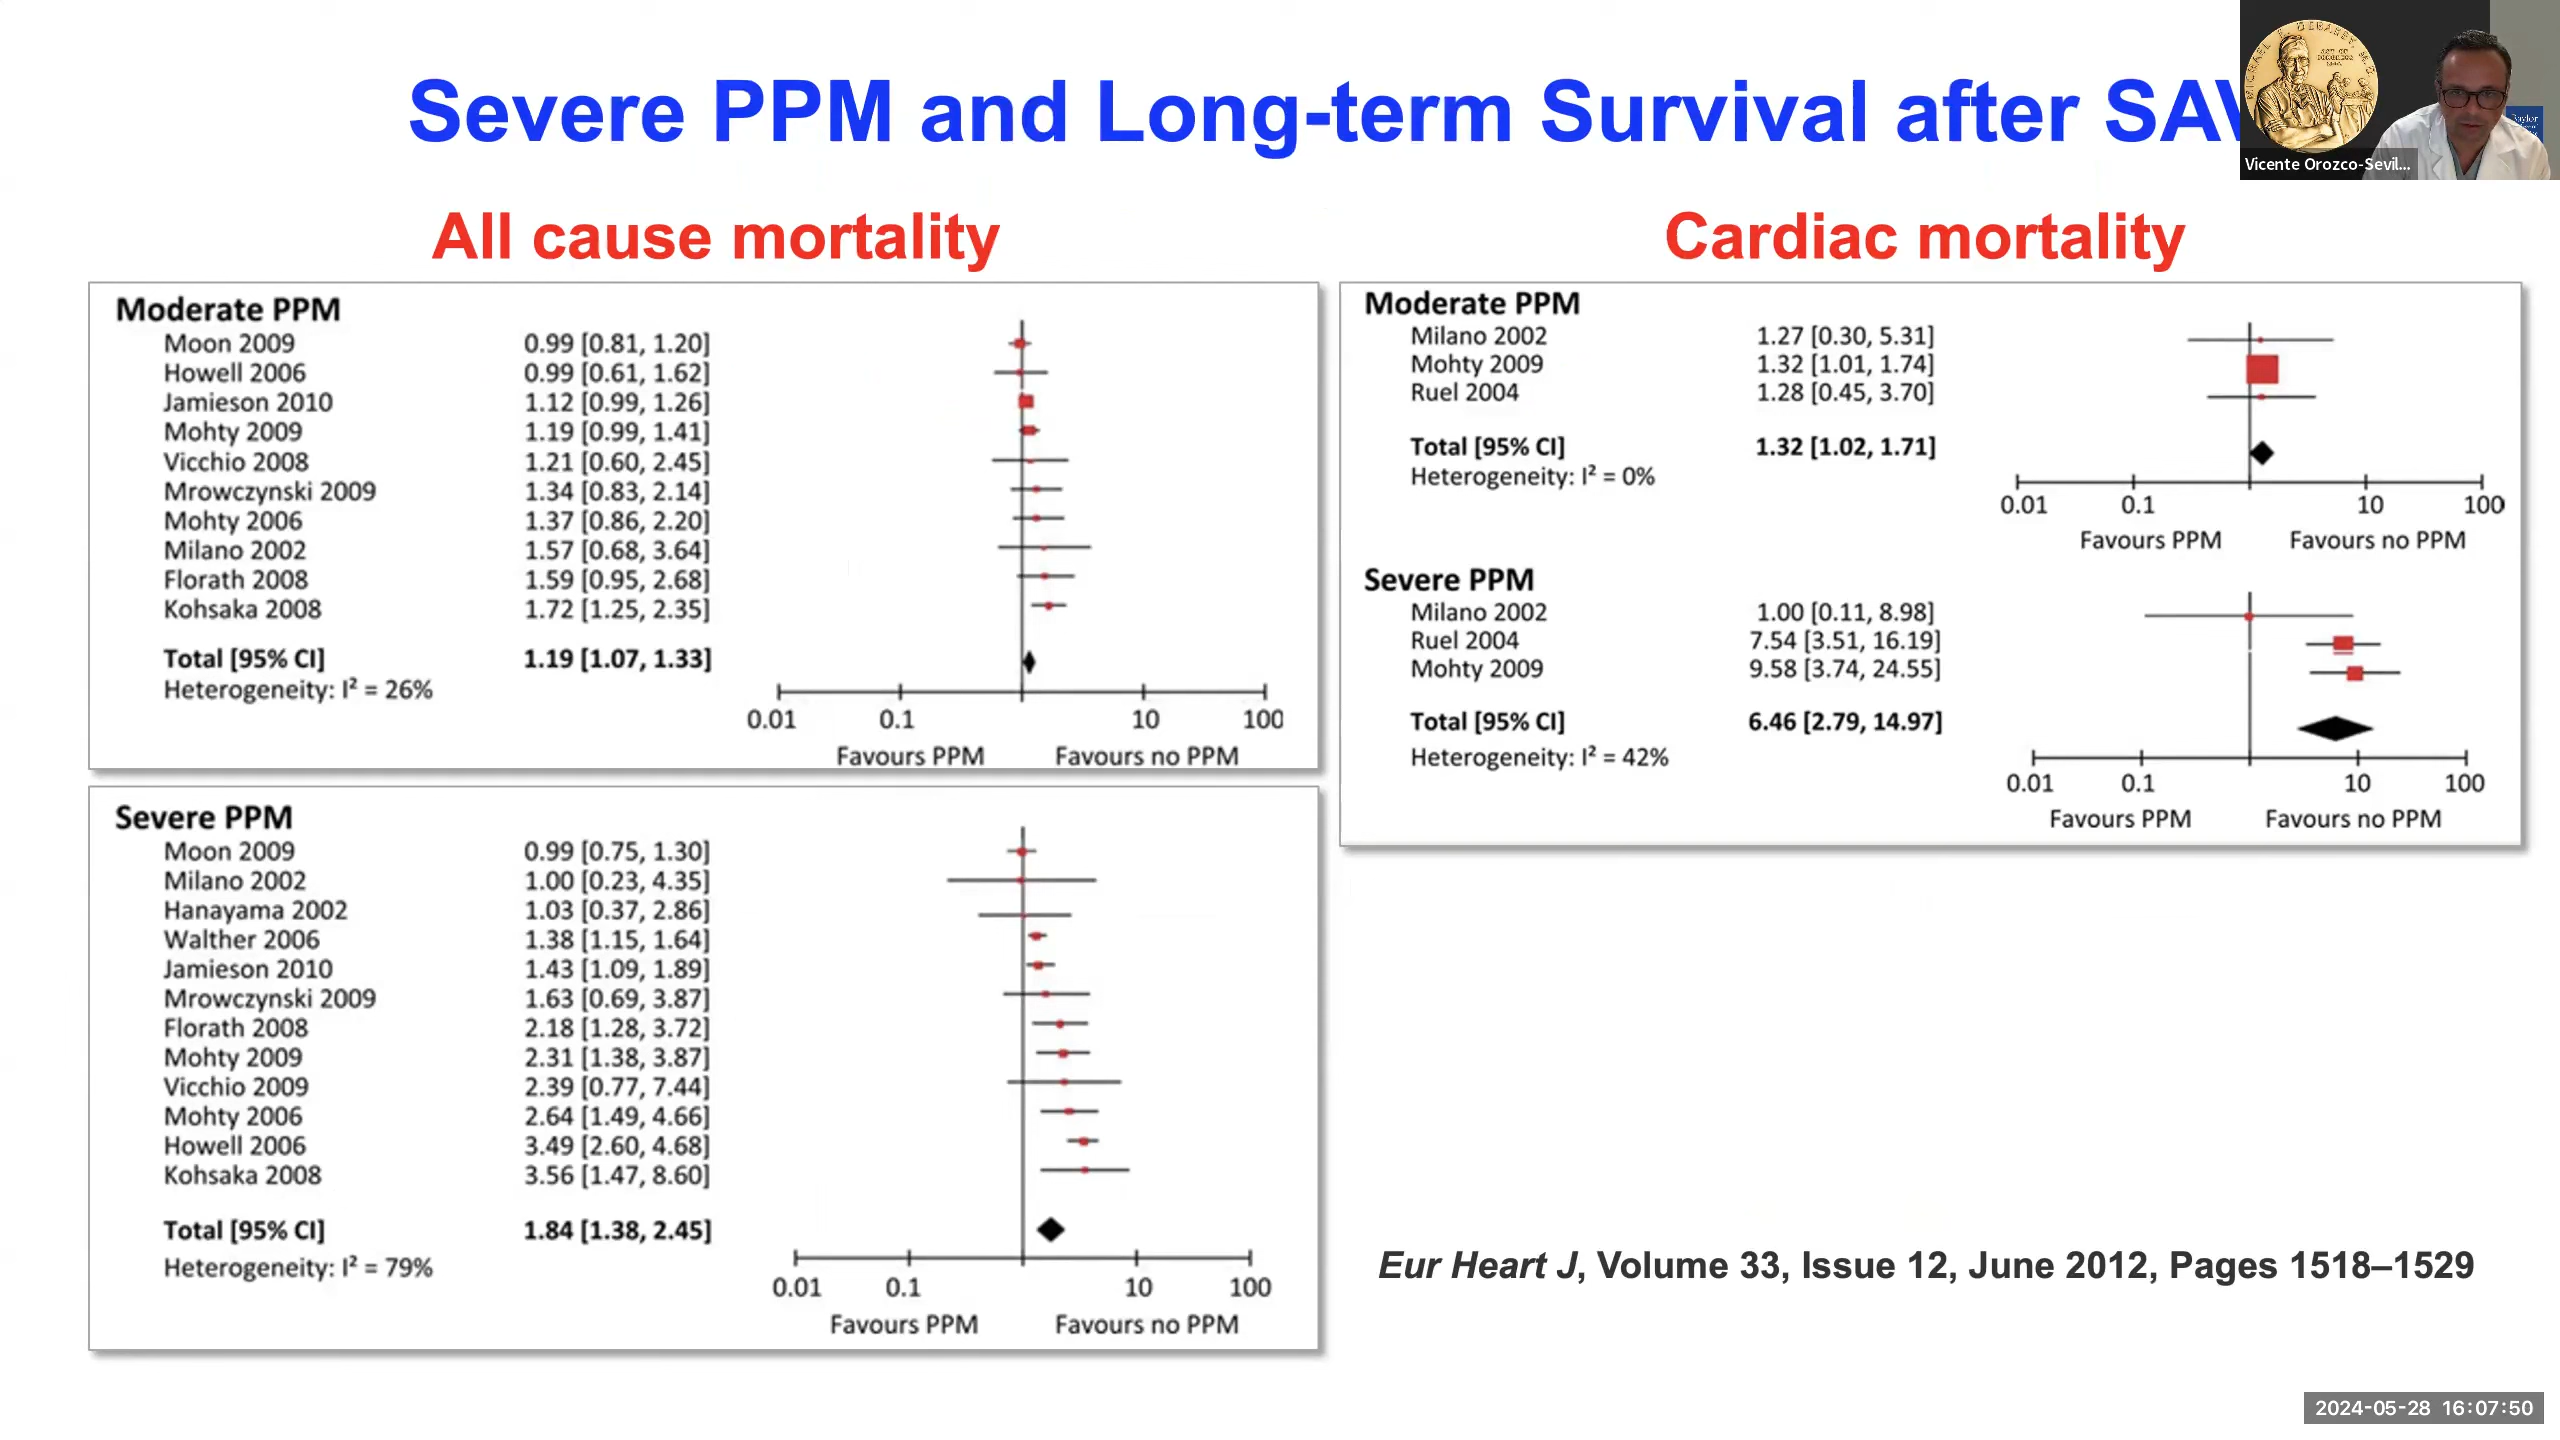 Severe PPM and Long-term Survival after SAV
Vicente Orozco-Sevil...
All cause mortality
Moderate PPM
Moon 2009 0.99 [0.81, 1.20]
Howell 2006 0.99 [0.61, 1.62]
Jamieson 2010 1.12 [0.99, 1.26]
Mohty 2009 1.19 [0.99, 1.41]
Vicchio 2008 1.21 [0.60, 2.45]
Mrowczynski 2009 1.34 [0.83, 2.14]
Mohty 2006 1.37 [0.86, 2.20]
Milano 2002 1.57 [0.68, 3.64]
Florath 2008 1.59 [0.95, 2.68]
Kohsaka 2008 1.72 [1.25, 2.35]
Total [95% CI] 1.19 [1.07, 1.33]
Heterogeneity: I² = 26%
0.01 0.1 10 100
Favours PPM Favours no PPM
Severe PPM
Moon 2009 0.99 [0.75, 1.30]
Milano 2002 1.00 [0.23, 4.35]
Hanayama 2002 1.03 [0.37, 2.86]
Walther 2006 1.38 [1.15, 1.64]
Jamieson 2010 1.43 [1.09, 1.89]
Mrowczynski 2009 1.63 [0.69, 3.87]
Florath 2008 2.18 [1.28, 3.72]
Mohty 2009 2.31 [1.38, 3.87]
Vicchio 2009 2.39 [0.77, 7.44]
Mohty 2006 2.64 [1.49, 4.66]
Howell 2006 3.49 [2.60, 4.68]
Kohsaka 2008 3.56 [1.47, 8.60]
Total [95% CI] 1.84 [1.38, 2.45]
Heterogeneity: I² = 79%
0.01 0.1 10 100
Favours PPM Favours no PPM
Cardiac mortality
Moderate PPM
Milano 2002 1.27 [0.30, 5.31]
Mohty 2009 1.32 [1.01, 1.74]
Ruel 2004 1.28 [0.45, 3.70]
Total [95% CI] 1.32 [1.02, 1.71]
Heterogeneity: I² = 0%
0.01 0.1 10 100
Favours PPM Favours no PPM
Severe PPM
Milano 2002 1.00 [0.11, 8.98]
Ruel 2004 7.54 [3.51, 16.19]
Mohty 2009 9.58 [3.74, 24.55]
Total [95% CI] 6.46 [2.79, 14.97]
Heterogeneity: I² = 42%
0.01 0.1 10 100
Favours PPM Favours no PPM
Eur Heart J, Volume 33, Issue 12, June 2012, Pages 1518–1529
2024-05-28 16:07:50